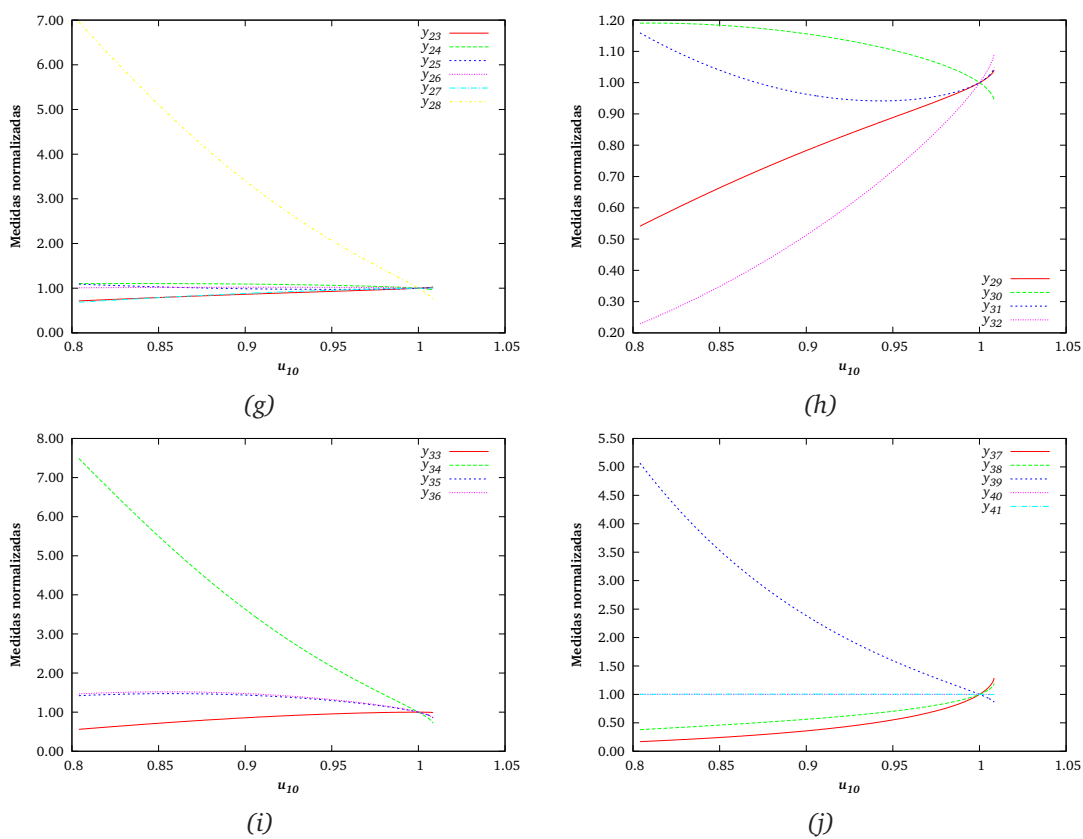 7.00
6.00
5.00
4.00
3.00
2.00
1.00
0.00
0.8
0.85
0.9
0.95
1
1.05
Medidas normalizadas
u10
y23
y24
y25
y26
y27
y28
(g)
1.20
1.10
1.00
0.90
0.80
0.70
0.60
0.50
0.40
0.30
0.20
0.8
0.85
0.9
0.95
1
1.05
Medidas normalizadas
u10
y29
y30
y31
y32
(h)
8.00
7.00
6.00
5.00
4.00
3.00
2.00
1.00
0.00
0.8
0.85
0.9
0.95
1
1.05
Medidas normalizadas
u10
y33
y34
y35
y36
(i)
5.50
5.00
4.50
4.00
3.50
3.00
2.50
2.00
1.50
1.00
0.50
0.00
0.8
0.85
0.9
0.95
1
1.05
Medidas normalizadas
u10
y37
y38
y39
y40
y41
(j)